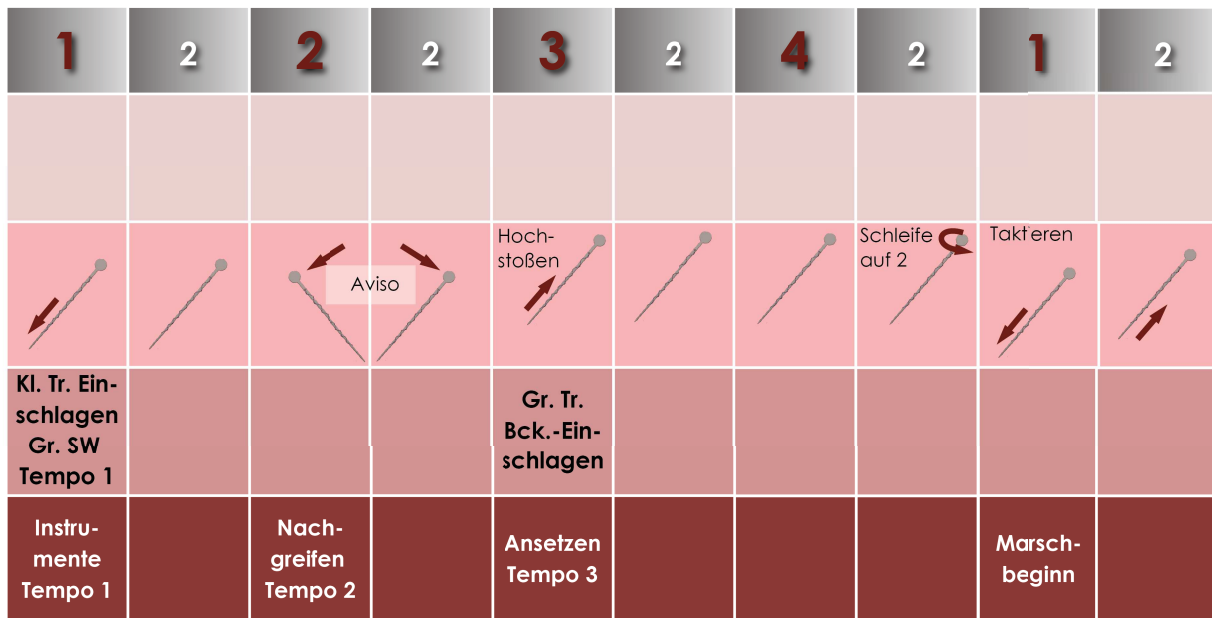 1 2 2 2 3 2 4 2 1 2
Hoch-
stoßen
Schleife
auf 2
Taktieren
Aviso
Kl. Tr. Ein-
schlagen
Gr. SW
Tempo 1
Gr. Tr.
Bck.-Ein-
schlagen
Instru-
mente
Tempo 1
Nach-
greifen
Tempo 2
Ansetzen
Tempo 3
Marsch-
beginn